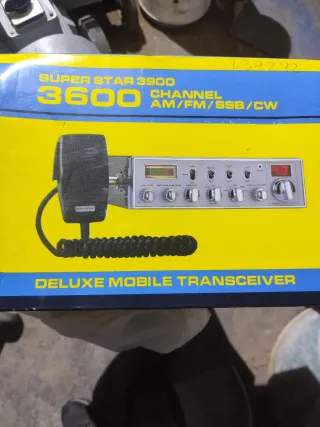 SUPER STAR 3900
3600 CHANNEL
AM/FM/SSB/CW
DELUXE MOBILE TRANSCEIVER